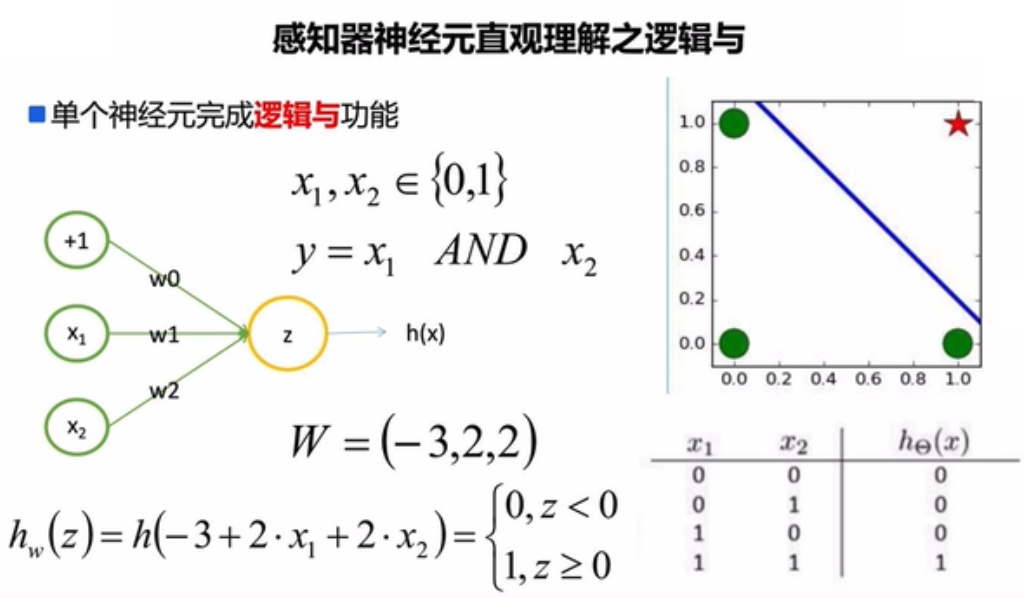 感知器神经元直观理解之逻辑与
单个神经元完成逻辑与功能
x₁, x₂ ∈ {0,1}
y = x₁ AND x₂
+1
w0
x₁
w1
z
h(x)
w2
x₂
W = (−3,2,2)
h_w(z) = h(−3 + 2 · x₁ + 2 · x₂) = {0, z < 0
1, z ≥ 0
1.0
0.8
0.6
0.4
0.2
0.0
0.0 0.2 0.4 0.6 0.8 1.0
x₁ x₂ h_Θ(x)
0 0 0
0 1 0
1 0 0
1 1 1